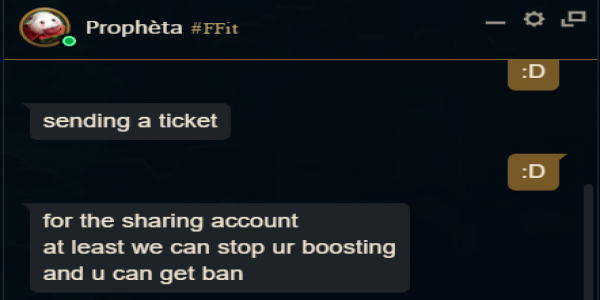 Prophèta #FFit
:D
sending a ticket
:D
for the sharing account
at least we can stop ur boosting
and u can get ban